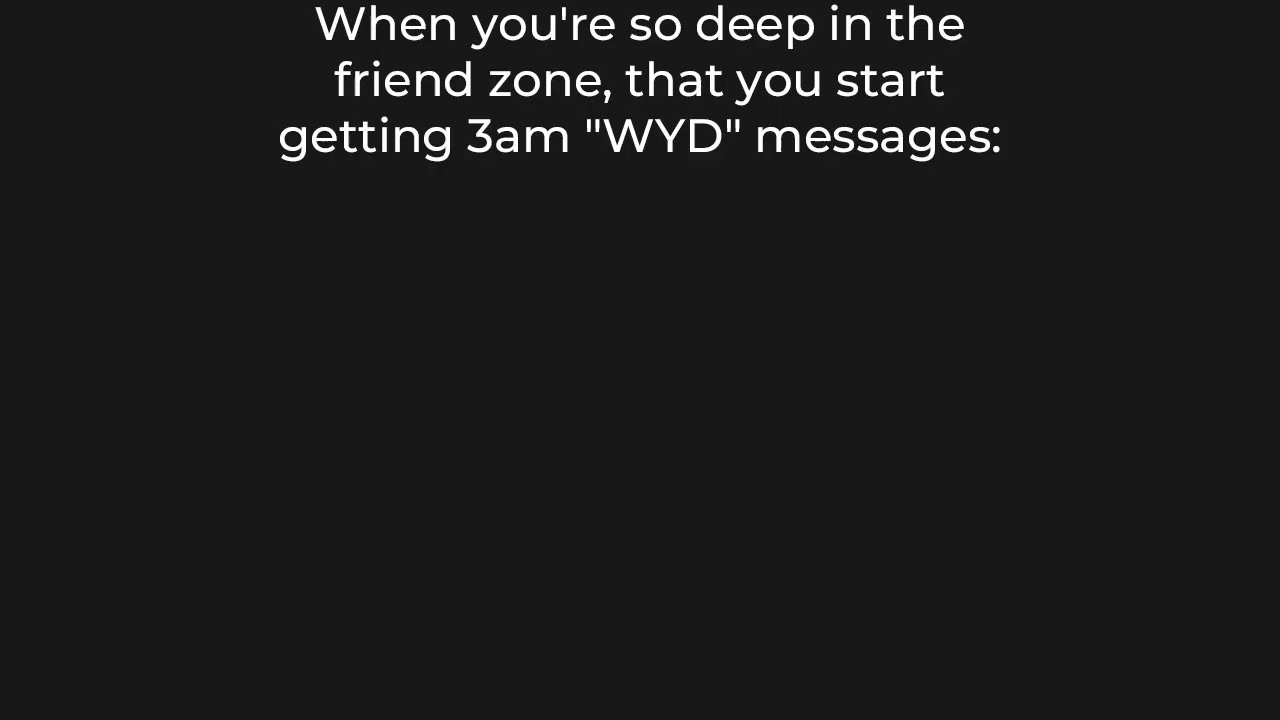 When you're so deep in the
friend zone, that you start
getting 3am "WYD" messages: